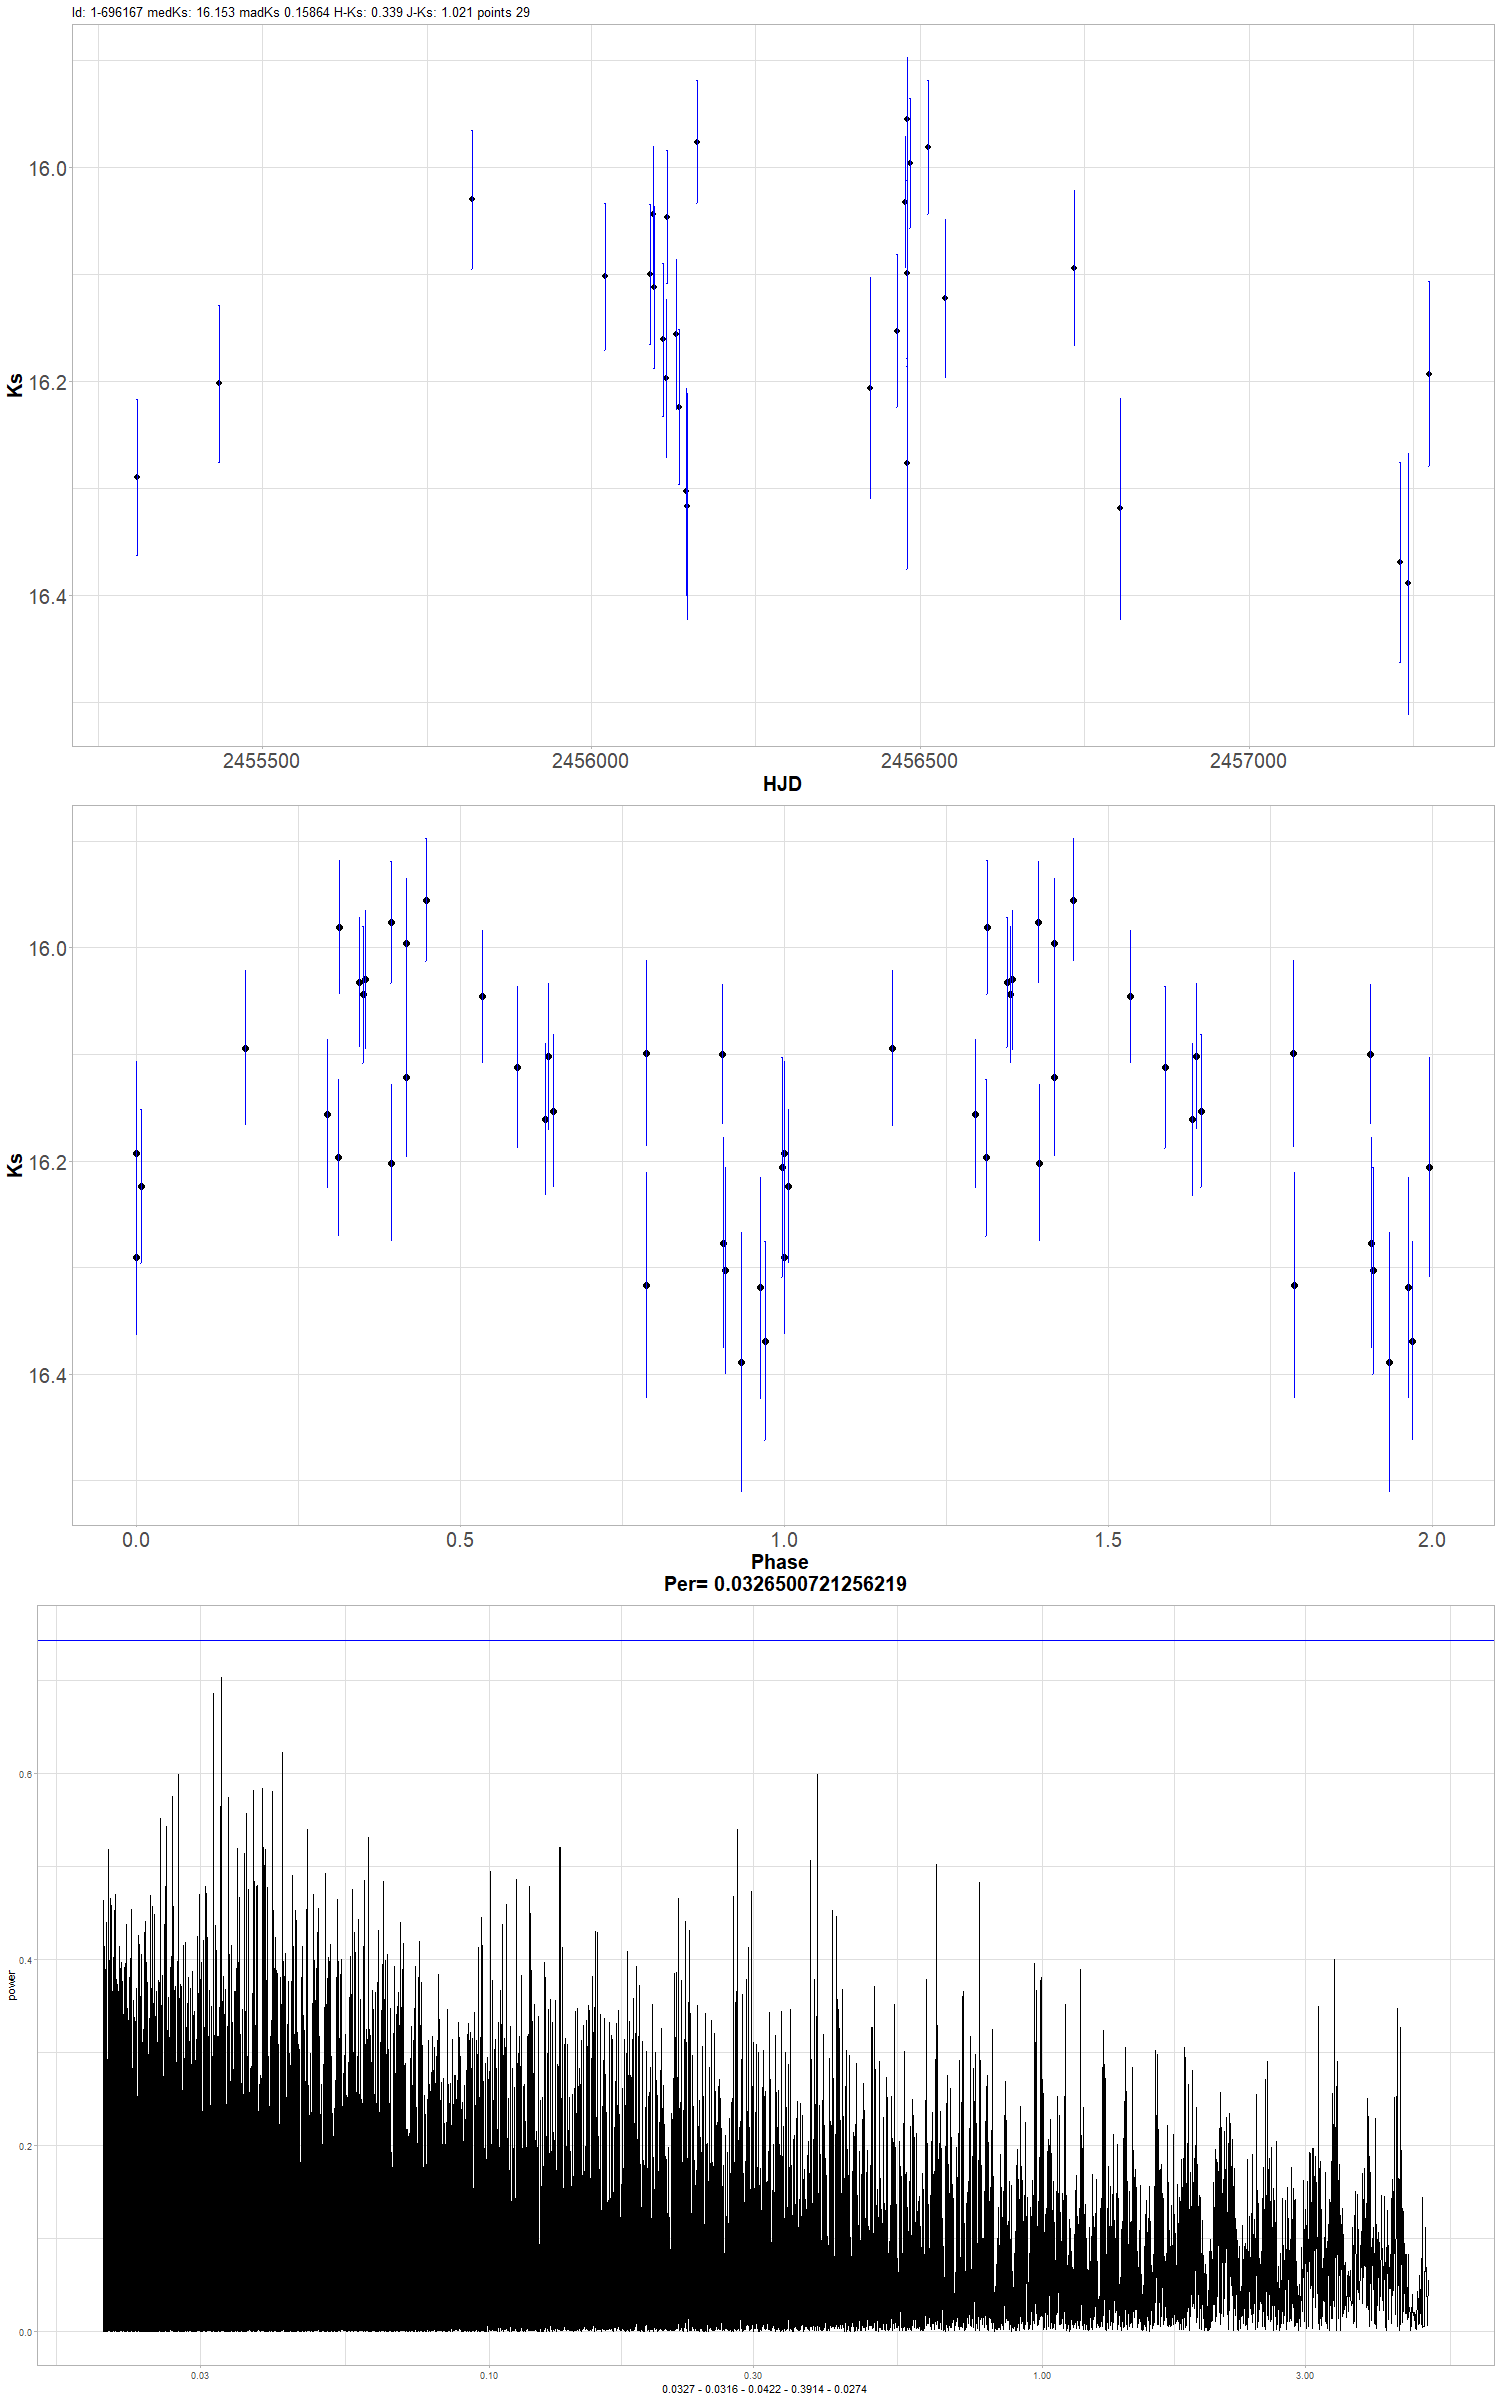 Id: 1-696167 medKs: 16.153 madKs 0.15864 H-Ks: 0.339 J-Ks: 1.021 points 29
16.0
16.2
16.4
Ks
2455500 2456000 2456500 2457000
HJD
16.0
16.2
16.4
Ks
0.0 0.5 1.0 1.5 2.0
Phase
Per= 0.0326500721256219
0.6
0.4
0.2
0.0
power
0.03 0.10 0.30 1.00 3.00
0.0327 - 0.0316 - 0.0422 - 0.3914 - 0.0274